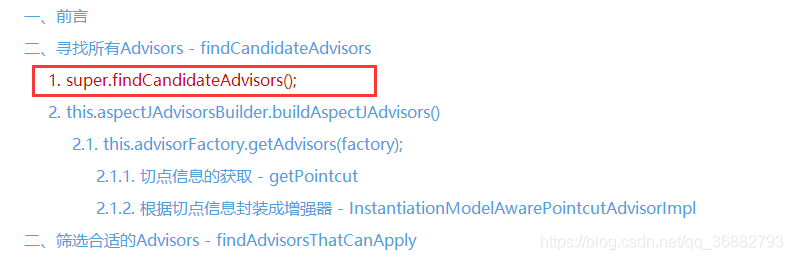 一、前言
二、寻找所有Advisors - findCandidateAdvisors
1. super.findCandidateAdvisors();
2. this.aspectJAdvisorsBuilder.buildAspectJAdvisors()
2.1. this.advisorFactory.getAdvisors(factory);
2.1.1. 切点信息的获取 - getPointcut
2.1.2. 根据切点信息封装成增强器 - InstantiationModelAwarePointcutAdvisorImpl
二、筛选合适的Advisors - findAdvisorsThatCanApply
https://blog.csdn.net/qq_36882793